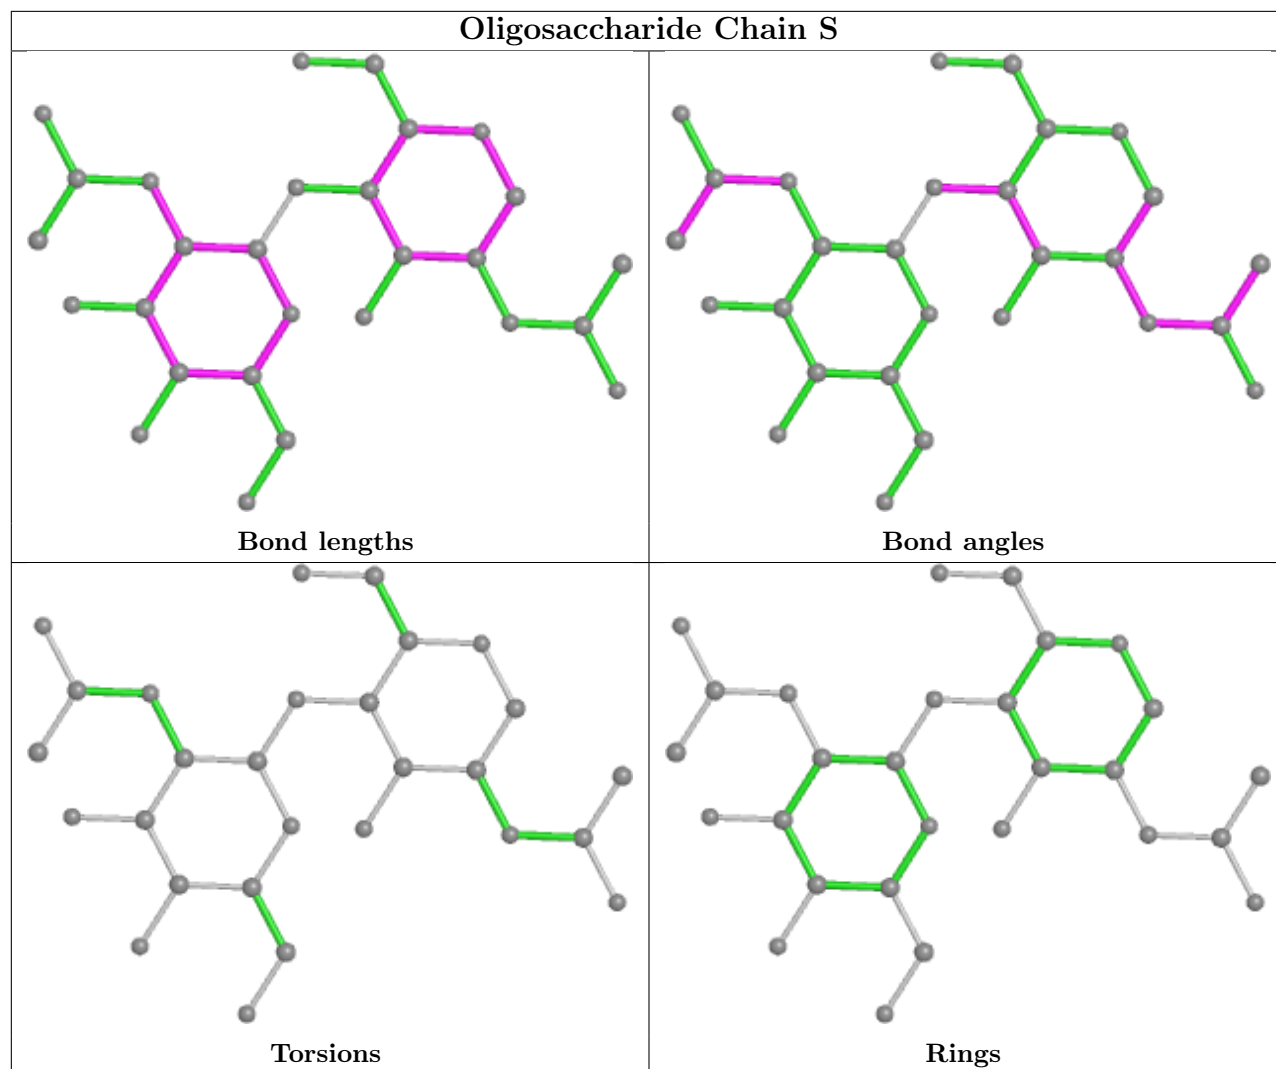 Oligosaccharide Chain S
Bond lengths
Bond angles
Torsions
Rings